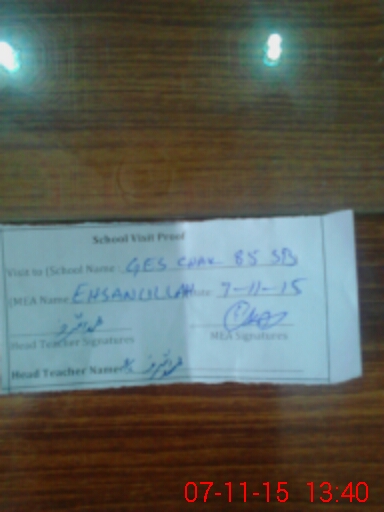 School Visit Proof
Visit to (School Name: GES CHAK 85 SB
(MEA Name EHSANULLAH Date: 7-11-15
Head Teacher Signatures MEA Signatures
Head Teacher Name
07-11-15 13:40